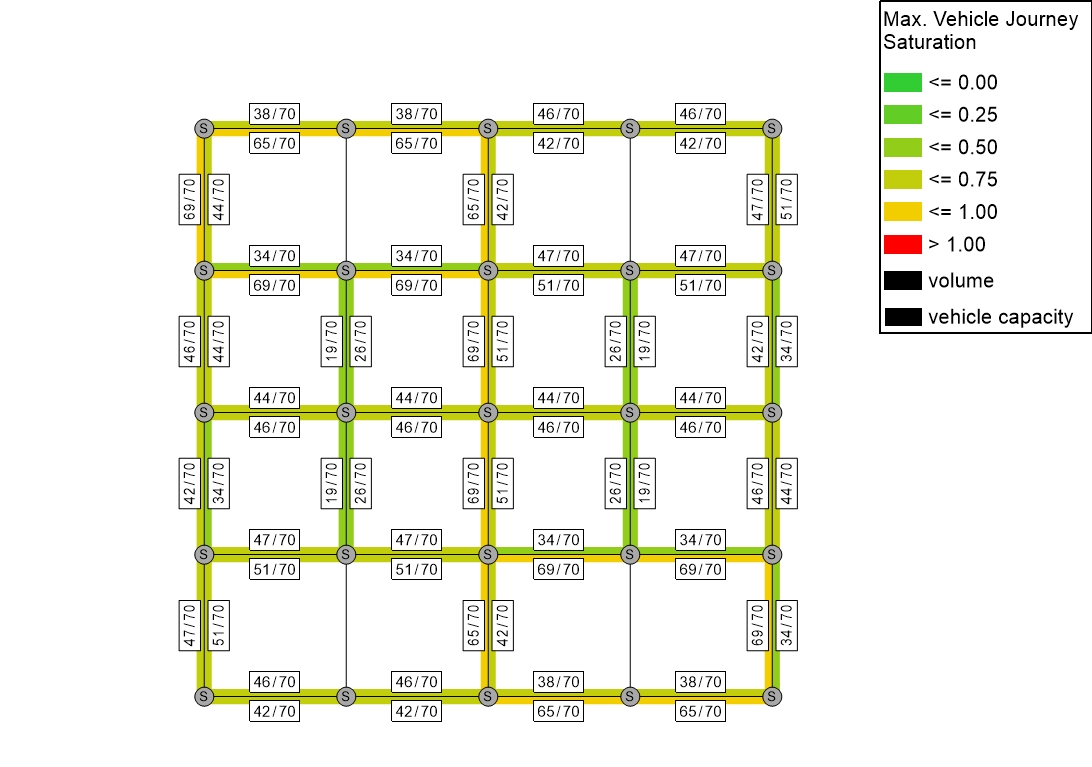 Max. Vehicle Journey
Saturation
<= 0.00
<= 0.25
<= 0.50
<= 0.75
<= 1.00
> 1.00
volume
vehicle capacity
38/70 38/70 46/70 46/70
S S S S S
65/70 65/70 42/70 42/70
69/70 44/70 65/70 42/70 47/70 51/70
34/70 34/70 47/70 47/70
S S S S S
69/70 69/70 51/70 51/70
46/70 44/70 19/70 26/70 69/70 51/70 26/70 19/70 42/70 34/70
44/70 44/70 44/70 44/70
S S S S S
46/70 46/70 46/70 46/70
42/70 34/70 19/70 26/70 69/70 51/70 26/70 19/70 46/70 44/70
47/70 47/70 34/70 34/70
S S S S S
51/70 51/70 69/70 69/70
47/70 51/70 65/70 42/70 69/70 34/70
46/70 46/70 38/70 38/70
S S S S S
42/70 42/70 65/70 65/70